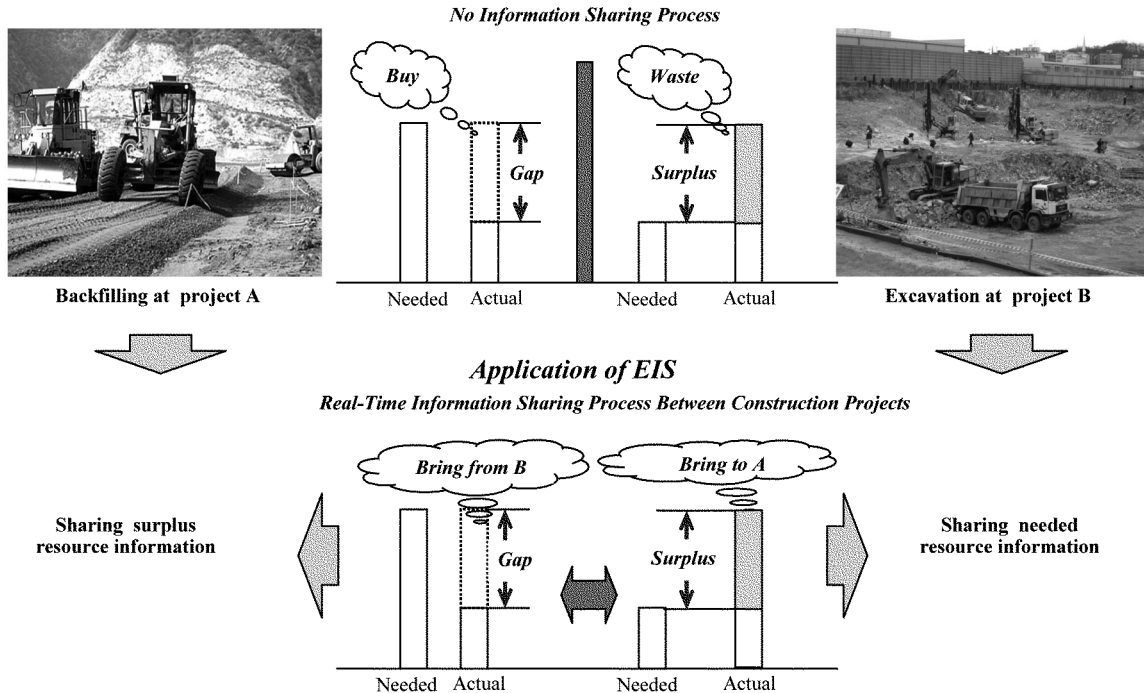 No Information Sharing Process
Buy
Waste
Gap
Surplus
Needed
Actual
Needed
Actual
Backfilling at project A
Excavation at project B
Application of EIS
Real-Time Information Sharing Process Between Construction Projects
Bring from B
Bring to A
Sharing surplus
resource information
Gap
Surplus
Sharing needed
resource information
Needed
Actual
Needed
Actual